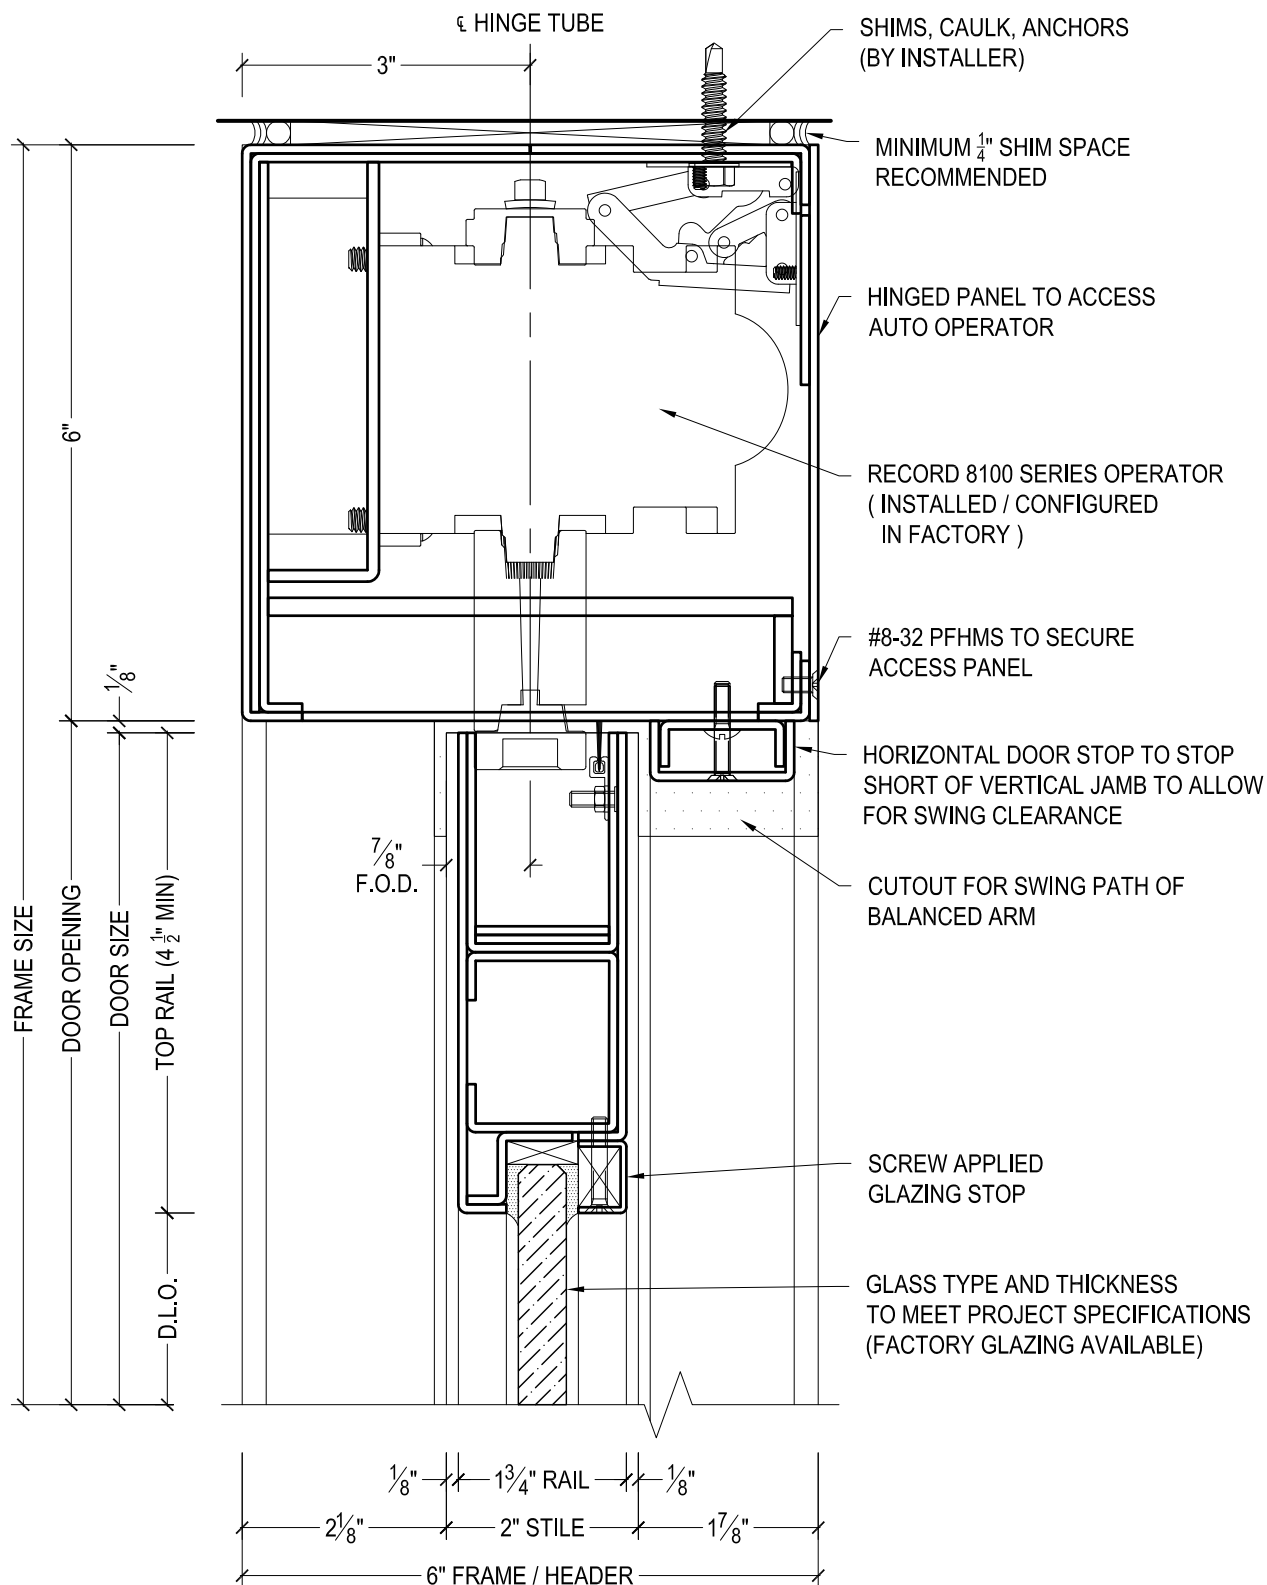 ℄ HINGE TUBE
3"
SHIMS, CAULK, ANCHORS
(BY INSTALLER)
MINIMUM 1/4" SHIM SPACE
RECOMMENDED
HINGED PANEL TO ACCESS
AUTO OPERATOR
6"
RECORD 8100 SERIES OPERATOR
( INSTALLED / CONFIGURED
IN FACTORY )
#8-32 PFHMS TO SECURE
ACCESS PANEL
1/8"
HORIZONTAL DOOR STOP TO STOP
SHORT OF VERTICAL JAMB TO ALLOW
FOR SWING CLEARANCE
7/8"
F.O.D.
CUTOUT FOR SWING PATH OF
BALANCED ARM
FRAME SIZE
DOOR OPENING
DOOR SIZE
TOP RAIL (4 1/2" MIN)
SCREW APPLIED
GLAZING STOP
D.L.O.
GLASS TYPE AND THICKNESS
TO MEET PROJECT SPECIFICATIONS
(FACTORY GLAZING AVAILABLE)
1/8" 1 3/4" RAIL 1/8"
2 1/8" 2" STILE 1 7/8"
6" FRAME / HEADER